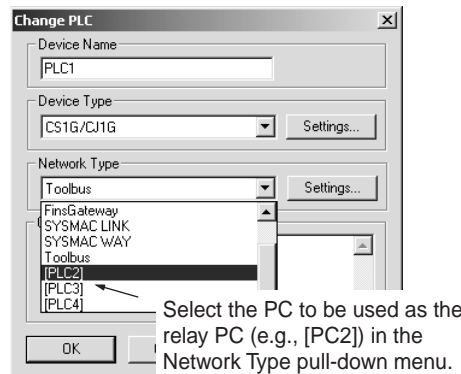 Change PLC
Device Name
PLC1
Device Type
CS1G/CJ1G
Settings...
Network Type
Toolbus
Settings...
FinsGateway
SYSMAC LINK
SYSMAC WAY
Toolbus
[PLC2]
[PLC3]
[PLC4]
Select the PC to be used as the
relay PC (e.g., [PC2]) in the
Network Type pull-down menu.
OK